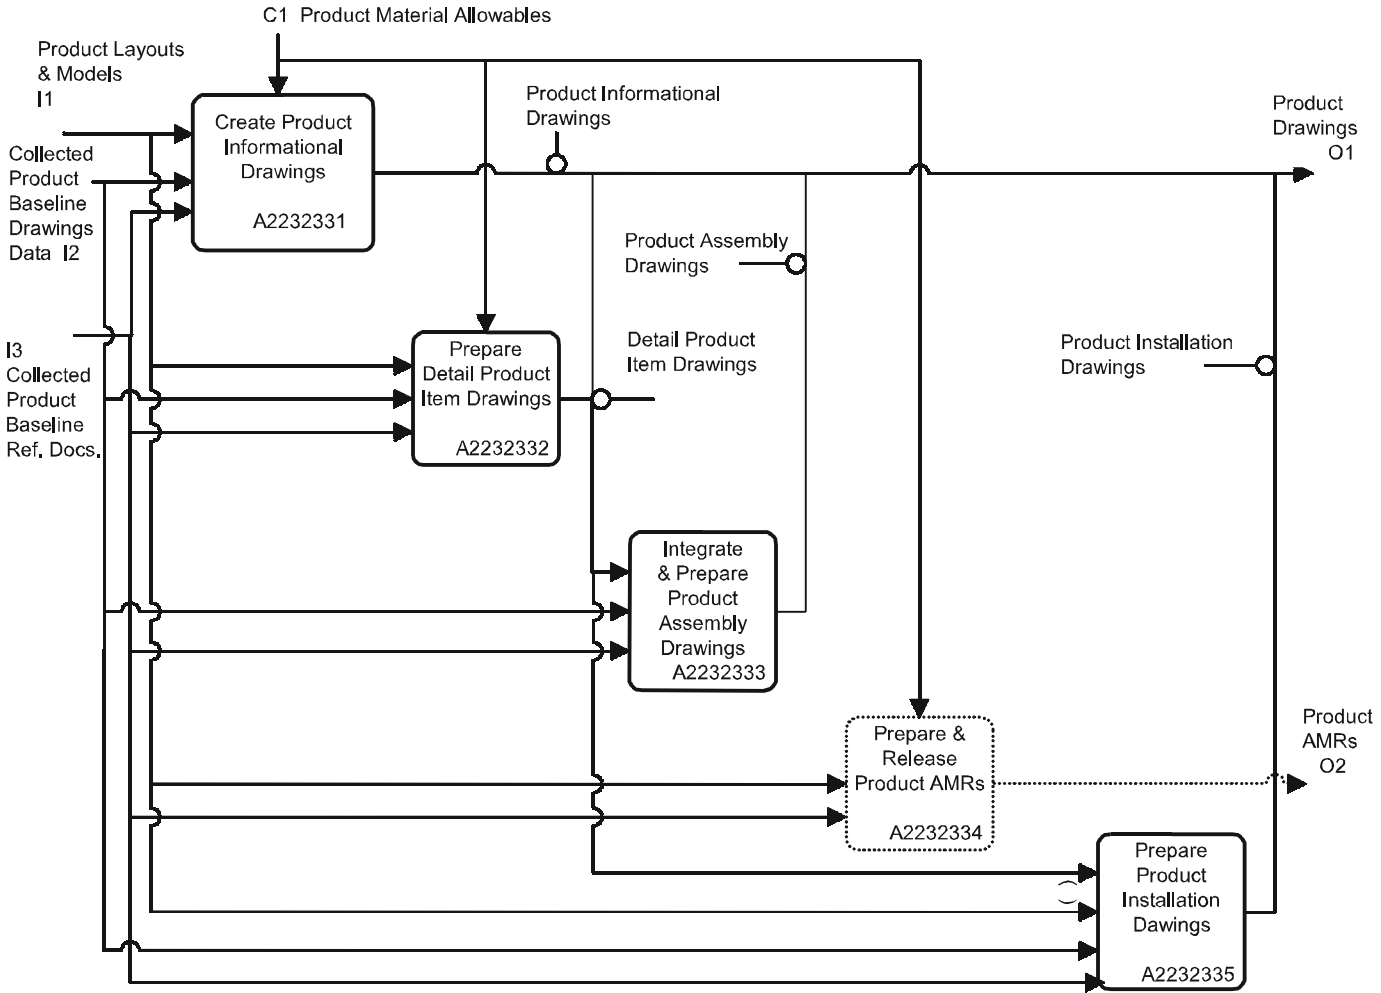 C1 Product Material Allowables
Product Layouts
& Models
I1
Collected
Product
Baseline
Drawings
Data I2
I3
Collected
Product
Baseline
Ref. Docs.
Create Product
Informational
Drawings
A2232331
Product Informational
Drawings
Product
Drawings
O1
Product Assembly
Drawings
Prepare
Detail Product
Item Drawings
A2232332
Detail Product
Item Drawings
Product Installation
Drawings
Integrate
& Prepare
Product
Assembly
Drawings
A2232333
Prepare &
Release
Product AMRs
A2232334
Product
AMRs
O2
Prepare
Product
Installation
Dawings
A2232335